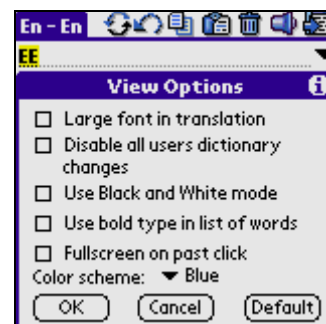 En - En
EE
View Options
Large font in translation
Disable all users dictionary
changes
Use Black and White mode
Use bold type in list of words
Fullscreen on past click
Color scheme: Blue
OK Cancel Default